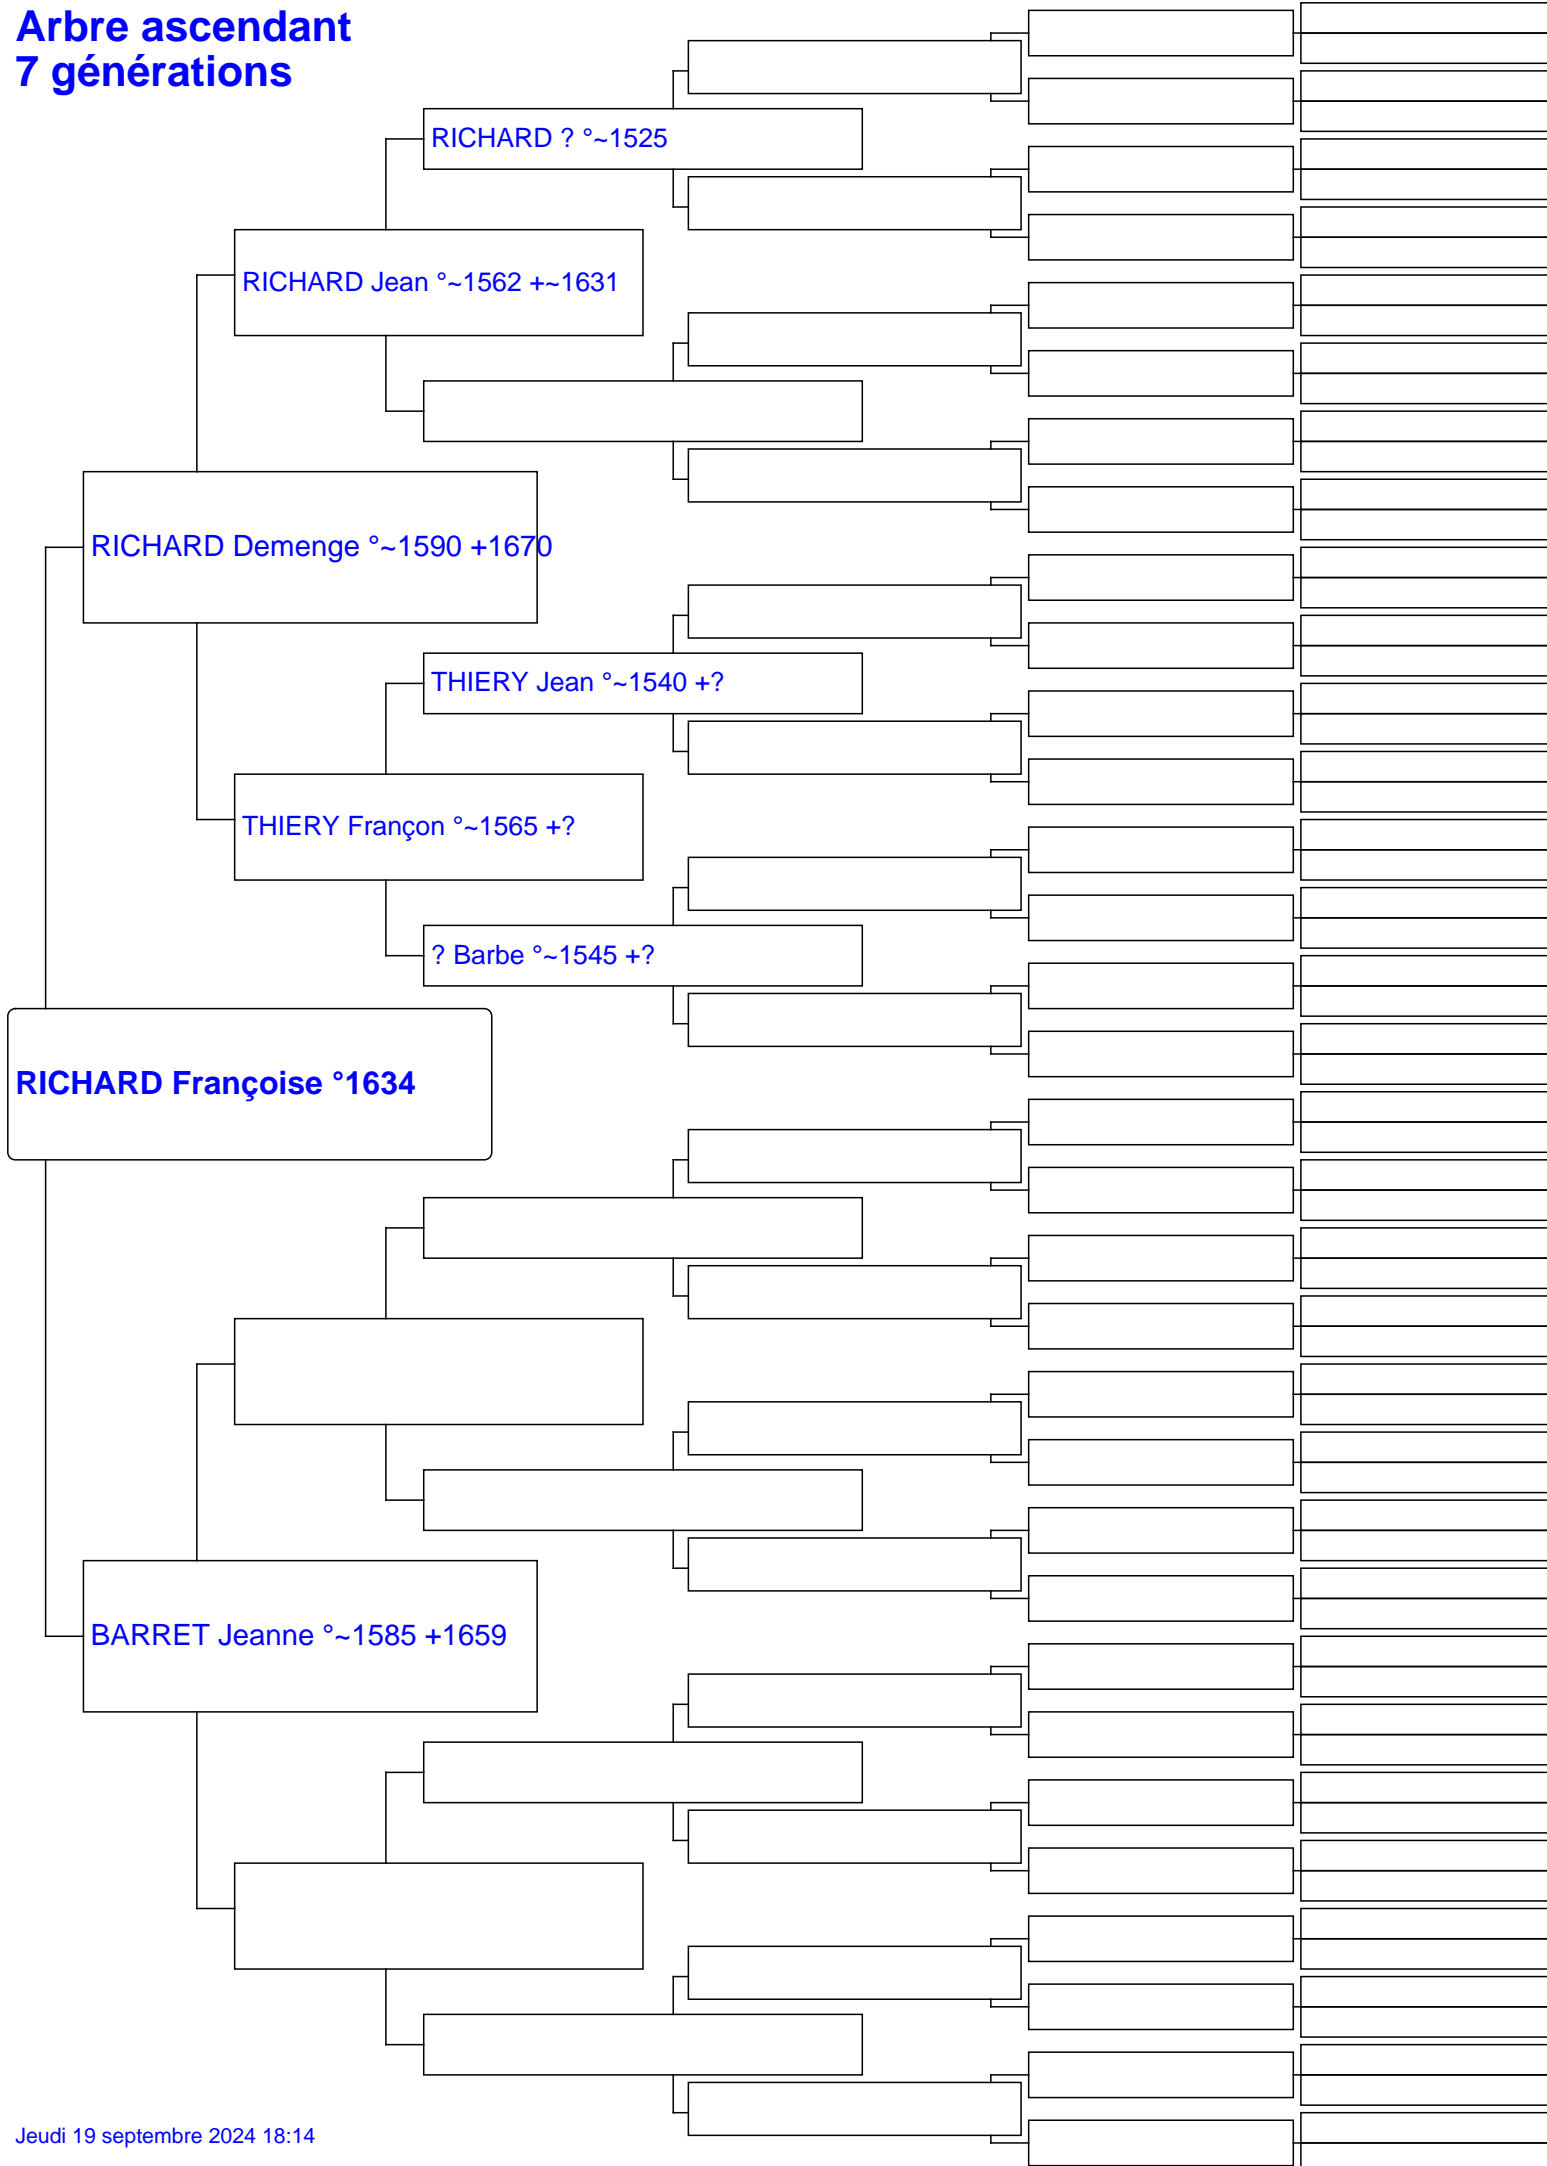 Arbre ascendant
7 générations
RICHARD ? °~1525
RICHARD Jean °~1562 +~1631
RICHARD Demenge °~1590 +1670
THIERY Jean °~1540 +?
THIERY Françon °~1565 +?
? Barbe °~1545 +?
RICHARD Françoise °1634
BARRET Jeanne °~1585 +1659
Jeudi 19 septembre 2024 18:14